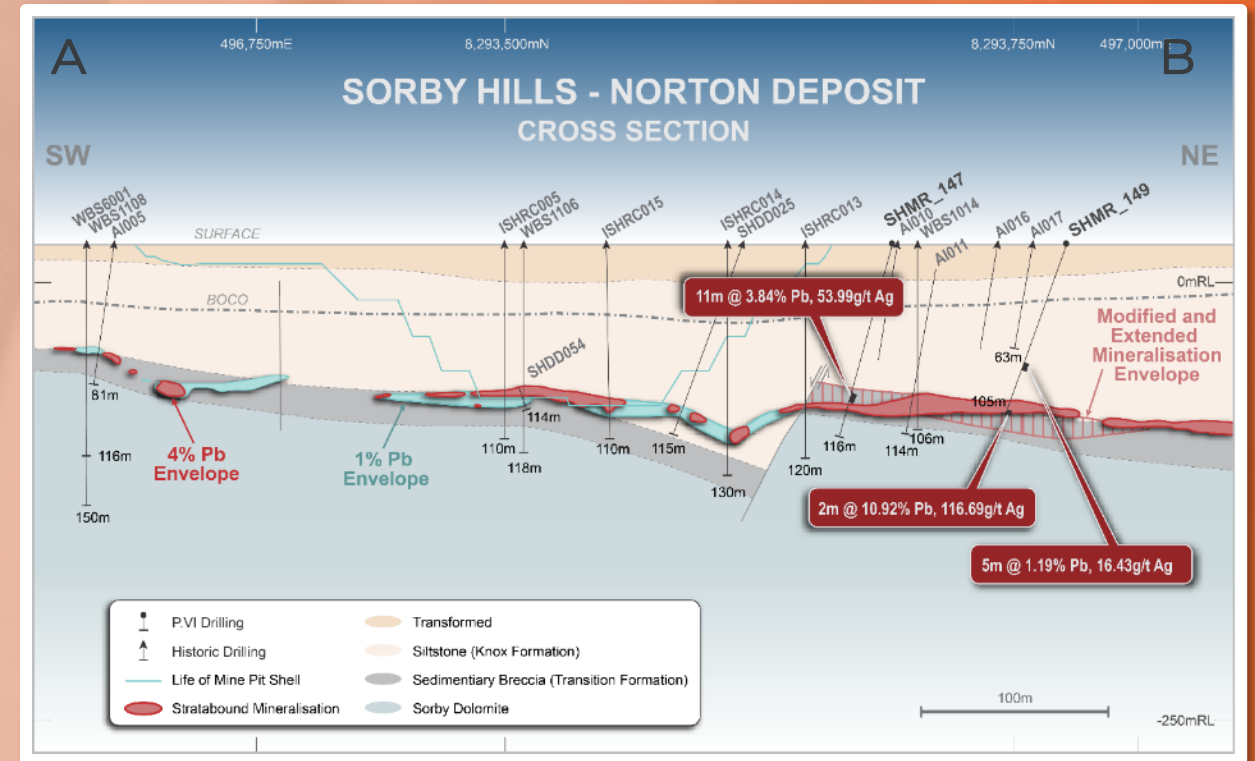 A
496,750mE
8,293,500mN
8,293,750mN
497,000m
B
SORBY HILLS - NORTON DEPOSIT
CROSS SECTION
SW
NE
WBS6001
WBS1108
AI005
SURFACE
ISHRC005
WBS1106
ISHRC015
ISHRC014
SHDD025
ISHRC013
SHMR_147
AI010
WBS1014
AI011
AI016
AI017
SHMR_149
BOCO
0mRL
11m @ 3.84% Pb, 53.99g/t Ag
Modified and
Extended
Mineralisation
Envelope
63m
SHDD054
81m
105m
114m
116m
110m
118m
110m
115m
130m
120m
116m
114m
106m
150m
4% Pb
Envelope
1% Pb
Envelope
2m @ 10.92% Pb, 116.69g/t Ag
5m @ 1.19% Pb, 16.43g/t Ag
P.VI Drilling
Historic Drilling
Life of Mine Pit Shell
Stratabound Mineralisation
Transformed
Siltstone (Knox Formation)
Sedimentiary Breccia (Transition Formation)
Sorby Dolomite
100m
-250mRL